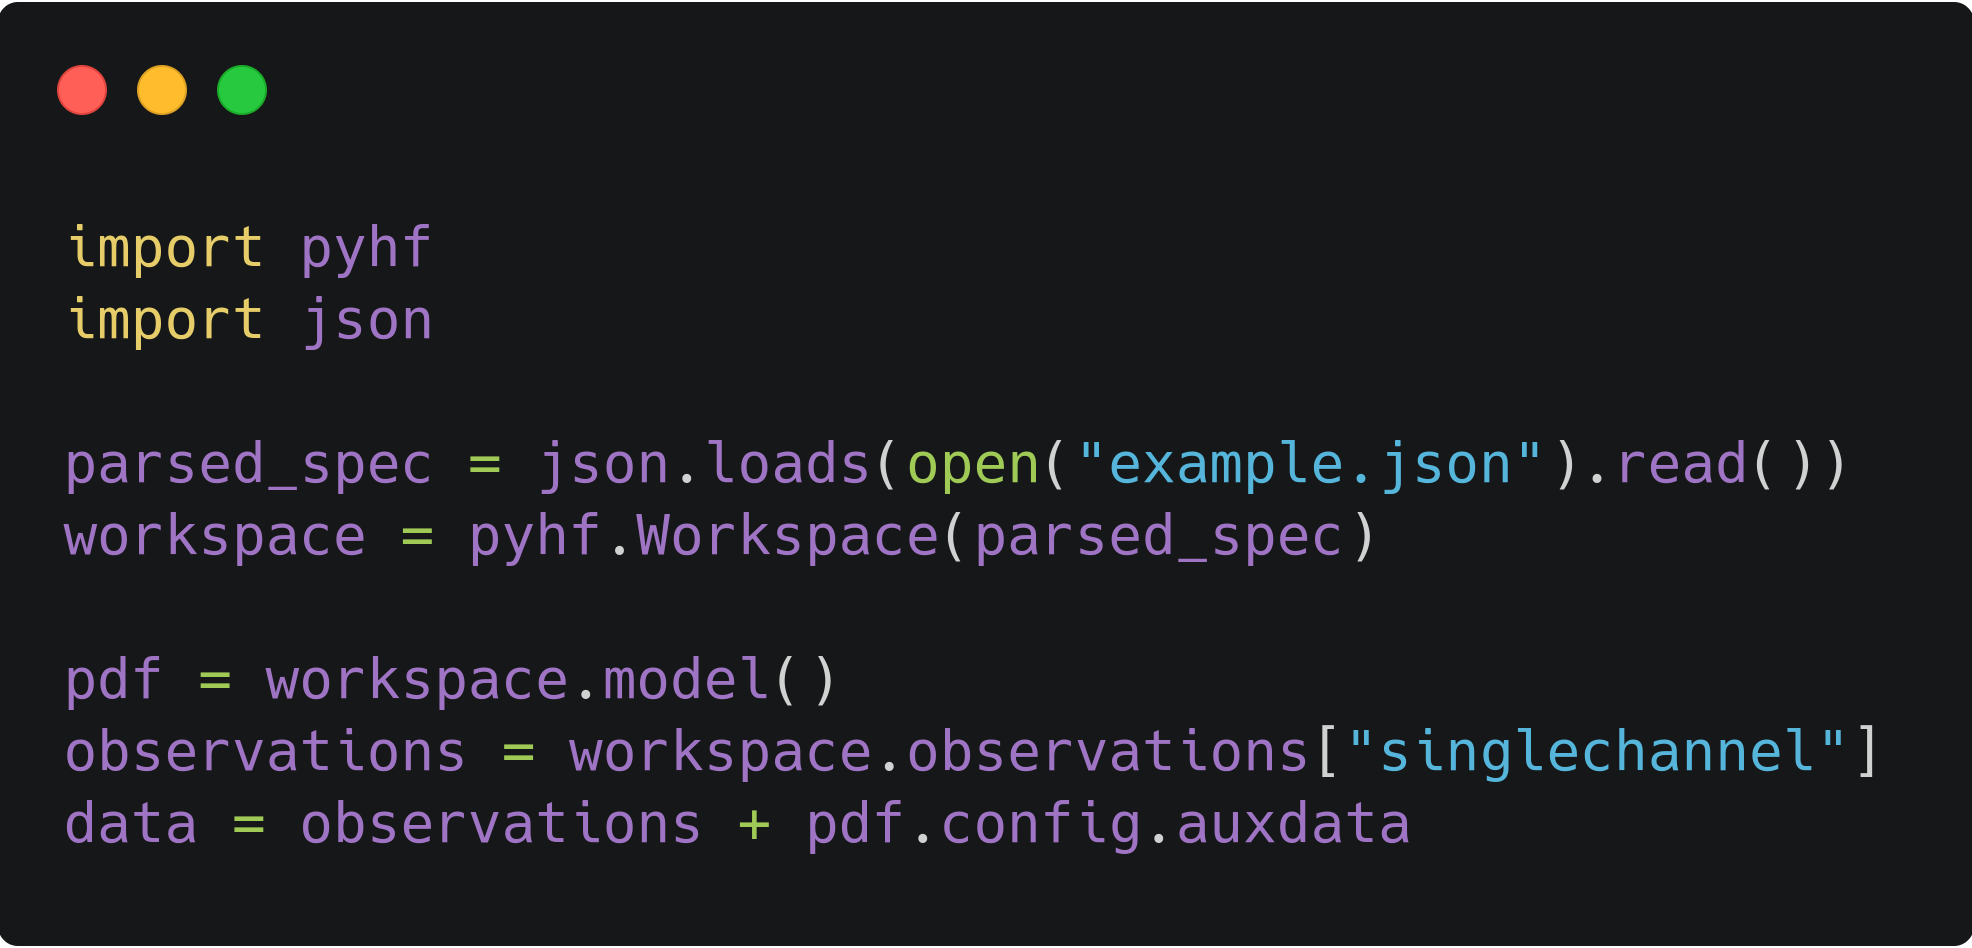 import pyhf
import json
parsed_spec = json.loads(open("example.json").read())
workspace = pyhf.Workspace(parsed_spec)
pdf = workspace.model()
observations = workspace.observations["singlechannel"]
data = observations + pdf.config.auxdata